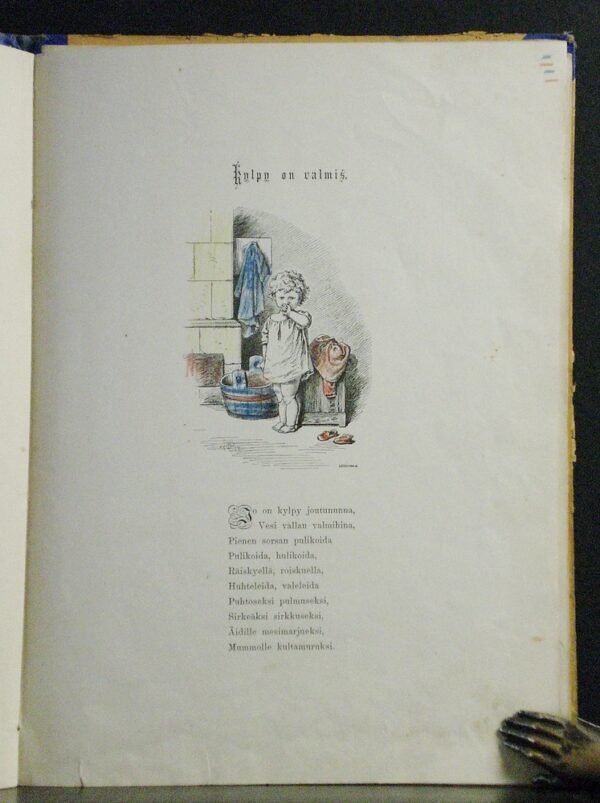 Kylpy on valmis.
Jo on kylpy joutununna,
Vesi vallan valmihina,
Pienen sorsan pulikoida
Pulikoida, hulikoida,
Räiskyellä, roiskuella,
Huhteleida, valeleida
Puhtoseksi pulmuseksi,
Sirkeäksi sirkkuseksi,
Äidille mesimarjueksi,
Mummolle kultamuruksi.